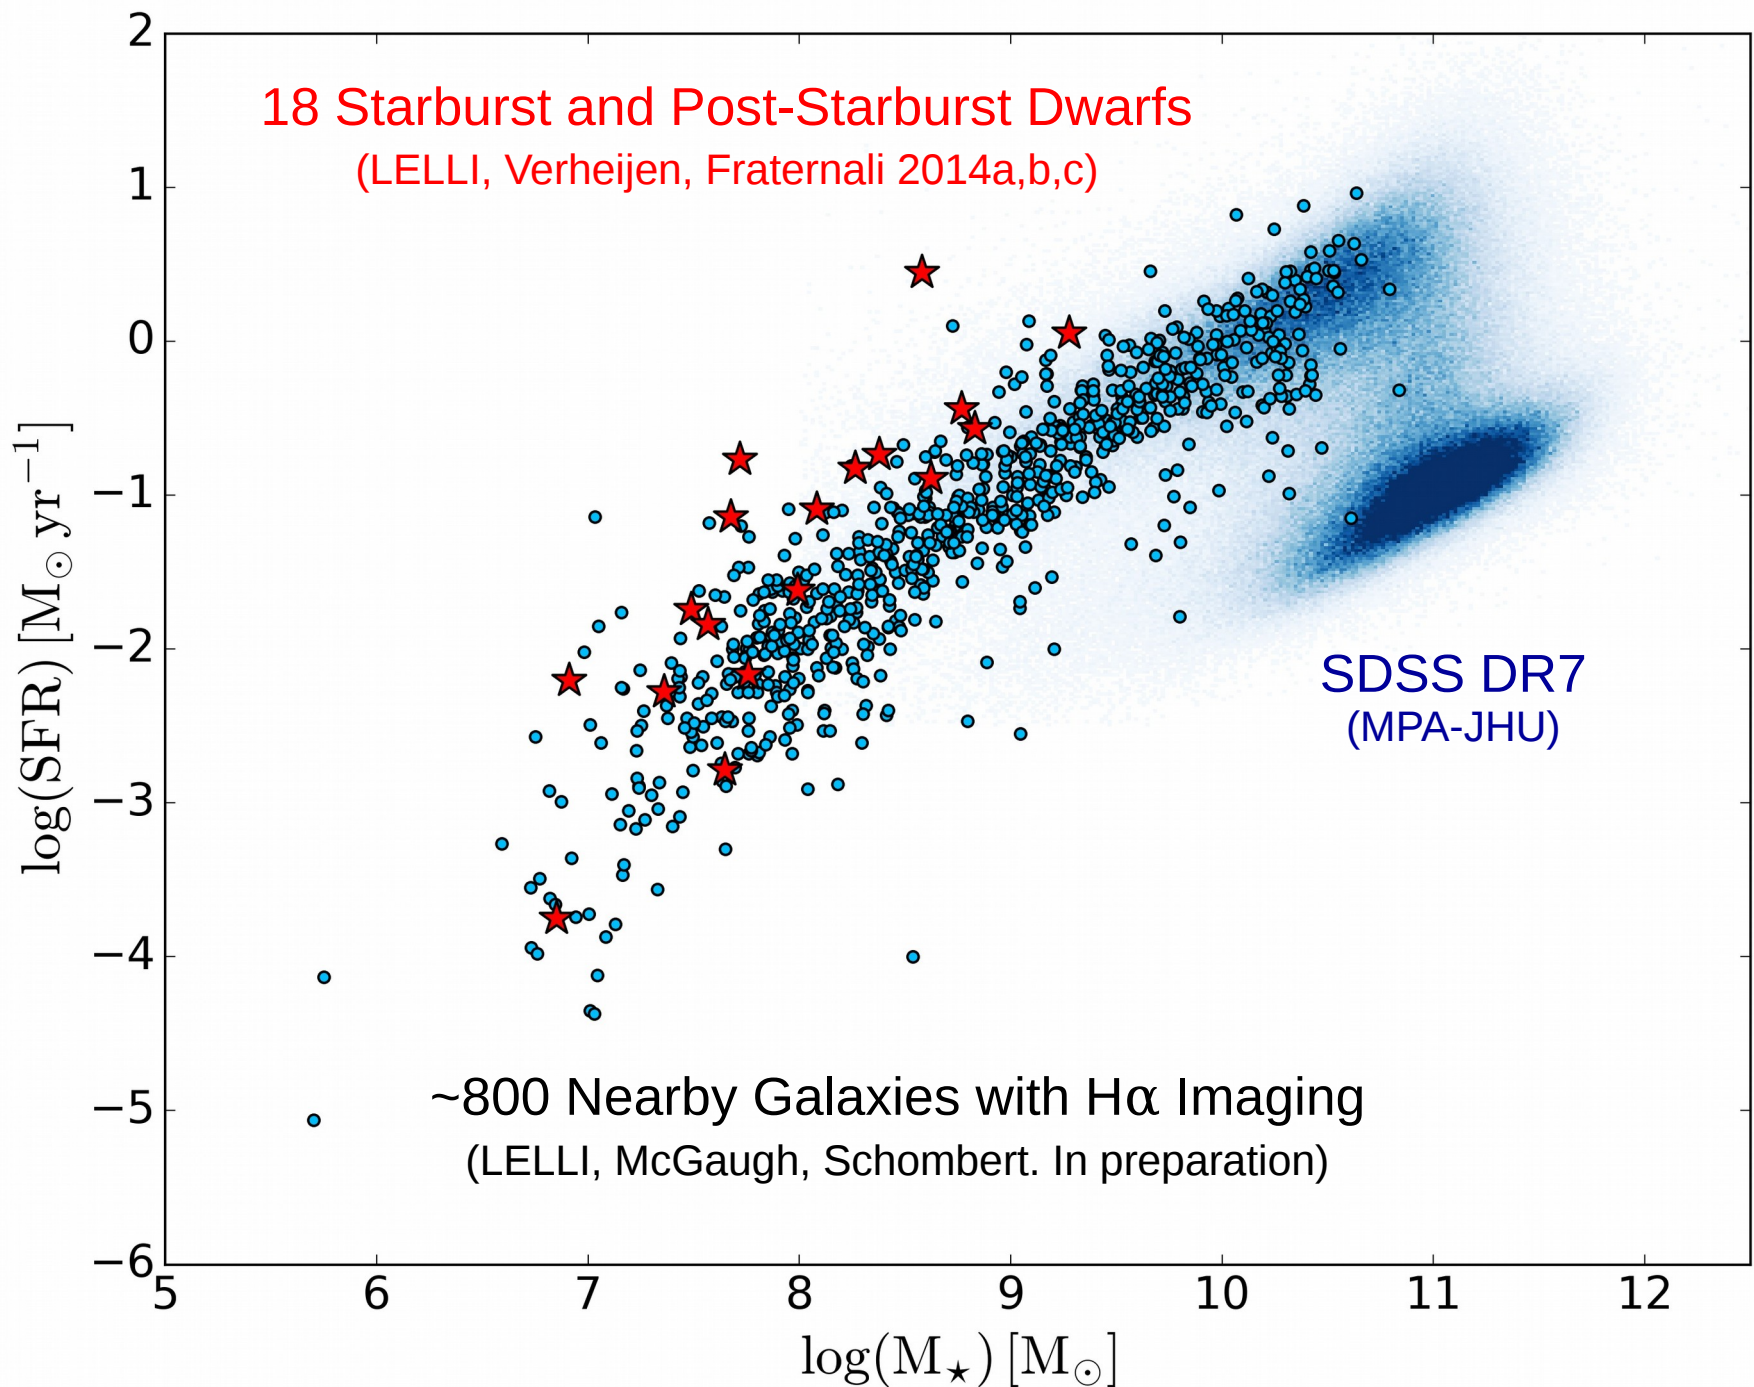 2
1
0
−1
−2
−3
−4
−5
−6
log(SFR) [M⊙ yr⁻¹]
18 Starburst and Post-Starburst Dwarfs
(LELLI, Verheijen, Fraternali 2014a,b,c)
SDSS DR7
(MPA-JHU)
~800 Nearby Galaxies with Hα Imaging
(LELLI, McGaugh, Schombert. In preparation)
5 6 7 8 9 10 11 12
log(M⋆) [M⊙]